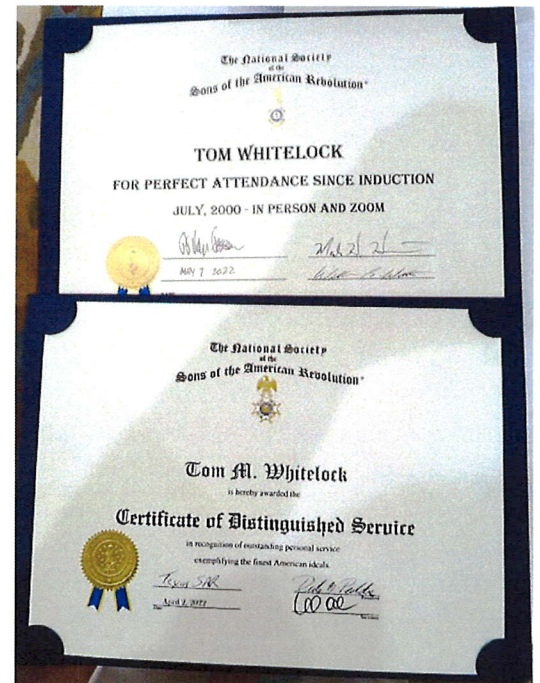 The National Society
of the
Sons of the American Revolution®
TOM WHITELOCK
FOR PERFECT ATTENDANCE SINCE INDUCTION
JULY, 2000 - IN PERSON AND ZOOM
MAY 7 2022
The National Society
of the
Sons of the American Revolution®
Tom M. Whitelock
is hereby awarded the
Certificate of Distinguished Service
in recognition of outstanding personal service
exemplifying the finest American ideals.
Texas SAR
April 2, 2022